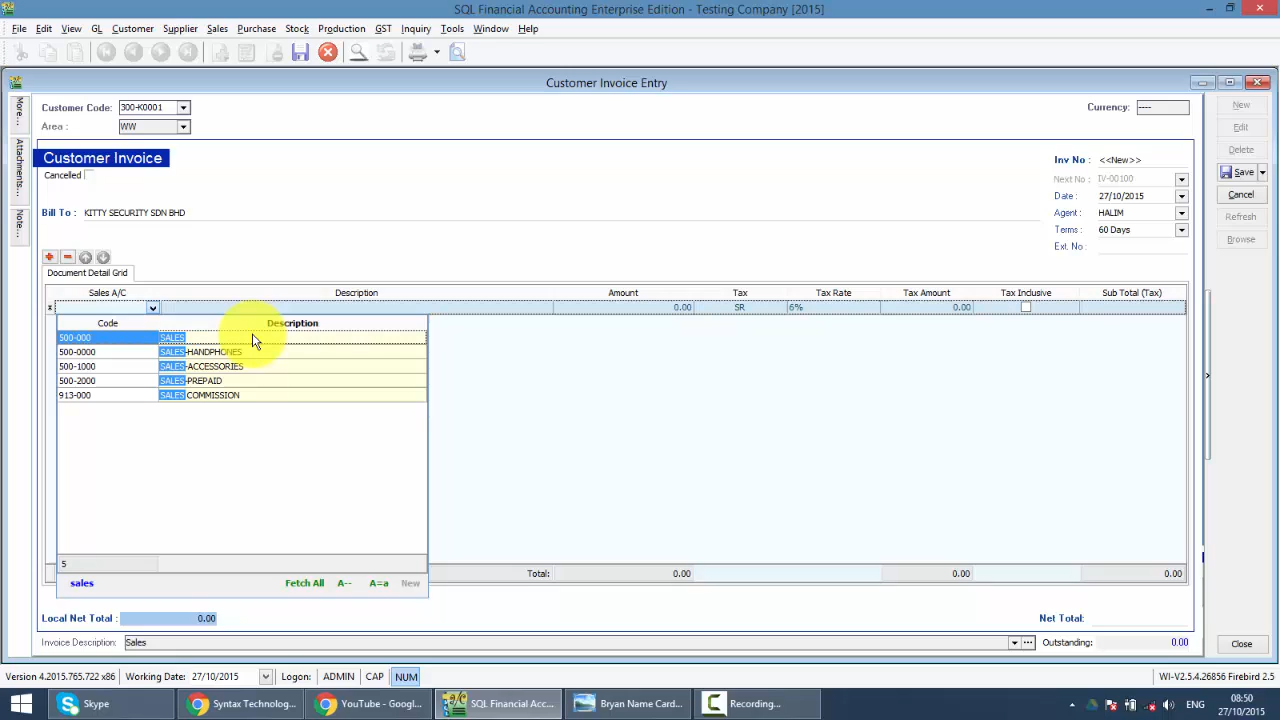 SQL Financial Accounting Enterprise Edition - Testing Company [2015]
File Edit View GL Customer Supplier Sales Purchase Stock Production GST Inquiry Tools Window Help
Customer Invoice Entry
More...
Attachments...
Note...
Customer Code: 300-K0001
Currency: ----
Area : WW
Customer Invoice
Cancelled
Inv No : <<New>>
Next No : IV-00100
Date : 27/10/2015
Bill To : KITTY SECURITY SDN BHD
Agent : HALIM
Terms : 60 Days
Ext. No :
New
Edit
Delete
Save
Cancel
Refresh
Browse
Document Detail Grid
Sales A/C Description Amount Tax Tax Rate Tax Amount Tax Inclusive Sub Total (Tax)
0.00 SR 6% 0.00
Code Description
500-000 SALES
500-0000 SALES-HANDPHONES
500-1000 SALES-ACCESSORIES
500-2000 SALES-PREPAID
913-000 SALES COMMISSION
5
sales Fetch All A-- A=a New
Total: 0.00 0.00 0.00
Local Net Total : 0.00
Net Total:
Invoice Description: Sales
Outstanding: 0.00
Close
Version 4.2015.765.722 x86 Working Date: 27/10/2015 Logon: ADMIN CAP NUM WI-V2.5.4.26856 Firebird 2.5
Skype
Syntax Technolog...
YouTube - Googl...
SQL Financial Acc...
Bryan Name Card...
Recording...
ENG
08:50
27/10/2015